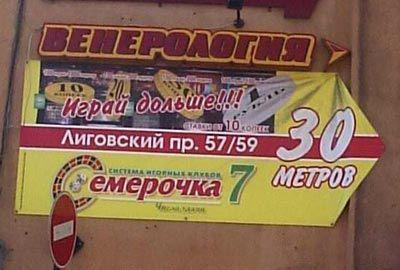 ВЕНЕРОЛОГИЯ
10
КОПЕЕК
Играй дольше!!!
СТАВКИ ОТ 10 КОПЕЕК
Лиговский пр. 57/59
30
МЕТРОВ
СИСТЕМА ИГОРНЫХ КЛУБОВ
Семерочка 7